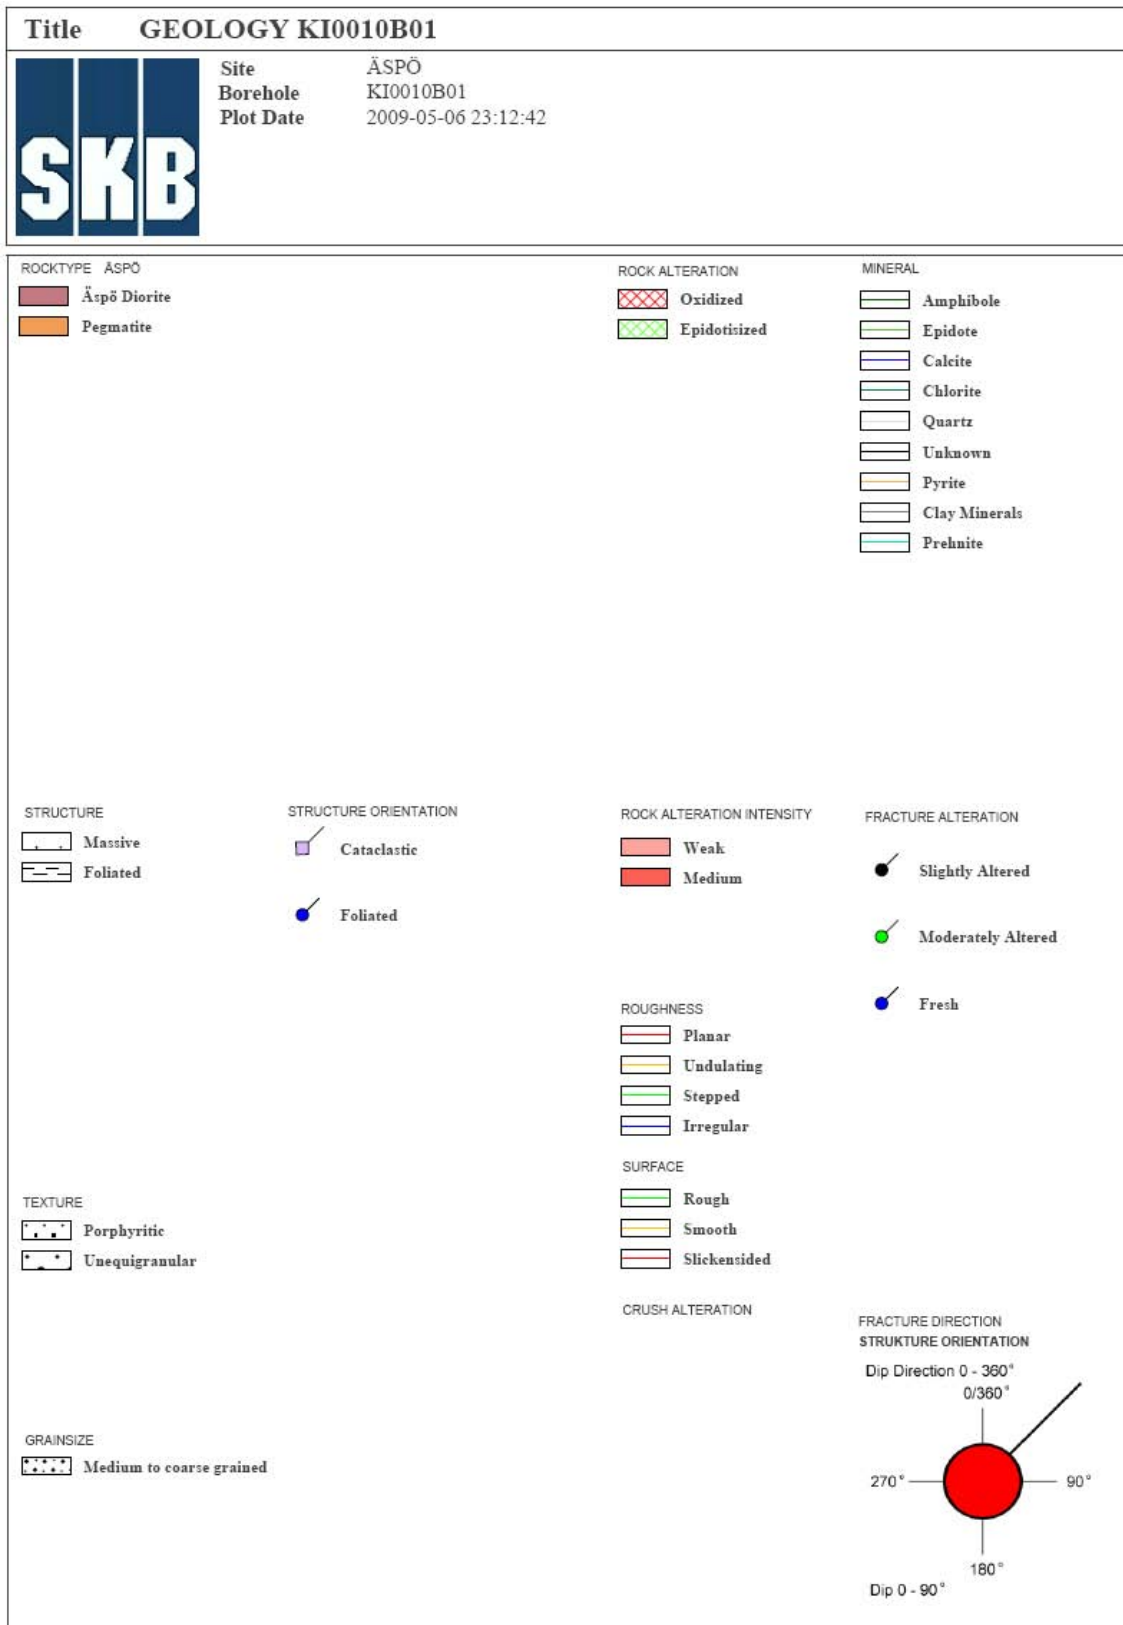 Title GEOLOGY KI0010B01
SKB
Site ÄSPÖ
Borehole KI0010B01
Plot Date 2009-05-06 23:12:42
ROCKTYPE ÄSPÖ
Äspö Diorite
Pegmatite
ROCK ALTERATION
Oxidized
Epidotisized
MINERAL
Amphibole
Epidote
Calcite
Chlorite
Quartz
Unknown
Pyrite
Clay Minerals
Prehnite
STRUCTURE
Massive
Foliated
STRUCTURE ORIENTATION
Cataclastic
Foliated
ROCK ALTERATION INTENSITY
Weak
Medium
FRACTURE ALTERATION
Slightly Altered
Moderately Altered
Fresh
ROUGHNESS
Planar
Undulating
Stepped
Irregular
SURFACE
Rough
Smooth
Slickensided
TEXTURE
Porphyritic
Unequigranular
CRUSH ALTERATION
FRACTURE DIRECTION
STRUKTURE ORIENTATION
Dip Direction 0 - 360°
0/360°
270°
90°
180°
Dip 0 - 90°
GRAINSIZE
Medium to coarse grained